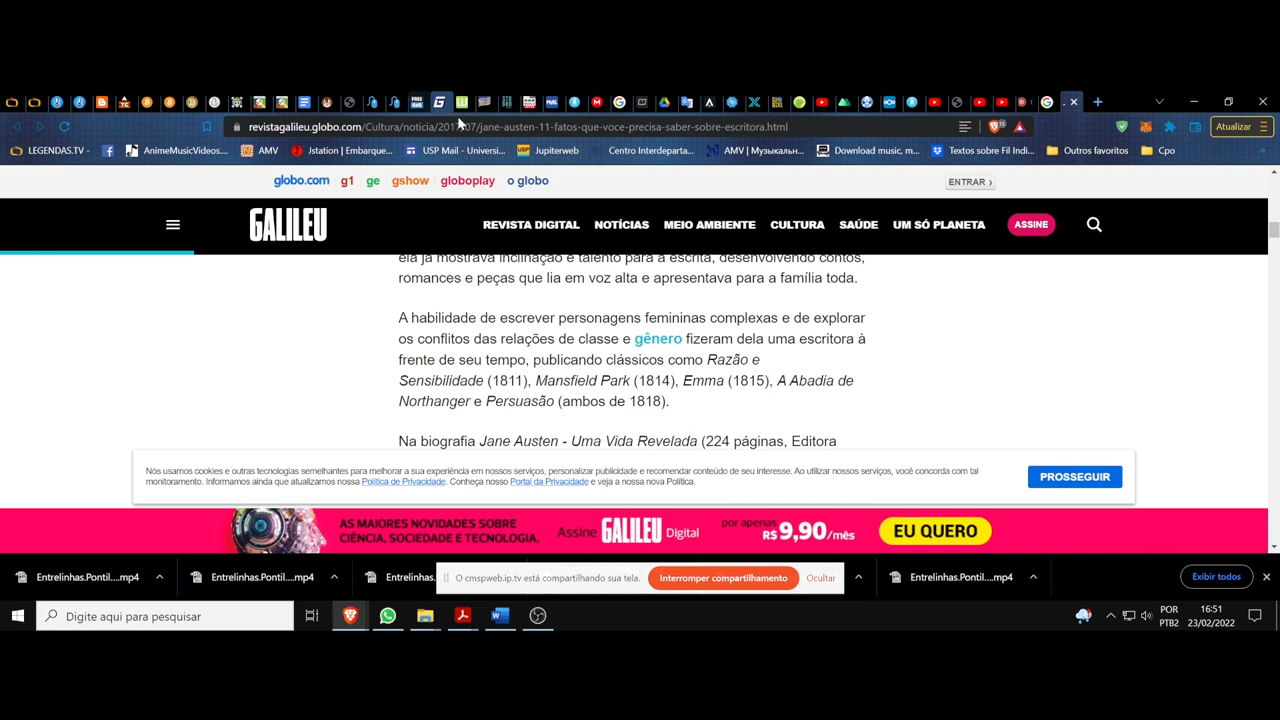 revistagalileu.globo.com/Cultura/noticia/2017/07/jane-austen-11-fatos-que-voce-precisa-saber-sobre-escritora.html
Atualizar
LEGENDAS.TV - AnimeMusicVideos... AMV Jstation | Embarque... USP Mail - Universi... Jupiterweb Centro Interdeparta... AMV | Музыкальн... Download music, m... Textos sobre Fil Indi... Outros favoritos Cpo
globo.com g1 ge gshow globoplay o globo ENTRAR
GALILEU REVISTA DIGITAL NOTÍCIAS MEIO AMBIENTE CULTURA SAÚDE UM SÓ PLANETA ASSINE
ela já mostrava inclinação e talento para a escrita, desenvolvendo contos,
romances e peças que lia em voz alta e apresentava para a família toda.
A habilidade de escrever personagens femininas complexas e de explorar
os conflitos das relações de classe e gênero fizeram dela uma escritora à
frente de seu tempo, publicando clássicos como Razão e
Sensibilidade (1811), Mansfield Park (1814), Emma (1815), A Abadia de
Northanger e Persuasão (ambos de 1818).
Na biografia Jane Austen - Uma Vida Revelada (224 páginas, Editora
Nós usamos cookies e outras tecnologias semelhantes para melhorar a sua experiência em nossos serviços, personalizar publicidade e recomendar conteúdo de seu interesse. Ao utilizar nossos serviços, você concorda com tal
monitoramento. Informamos ainda que atualizamos nossa Política de Privacidade. Conheça nosso Portal da Privacidade e veja a nossa nova Política.
PROSSEGUIR
AS MAIORES NOVIDADES SOBRE
CIÊNCIA, SOCIEDADE E TECNOLOGIA.
Assine GALILEU Digital
por apenas
R$9,90/mês
EU QUERO
Entrelinhas.Pontil....mp4 Entrelinhas.Pontil....mp4 Entrelinhas. O cmspweb.ip.tv está compartilhando sua tela. Interromper compartilhamento Ocultar Entrelinhas.Pontil....mp4 Exibir todos
Digite aqui para pesquisar
POR
PTB2
16:51
23/02/2022